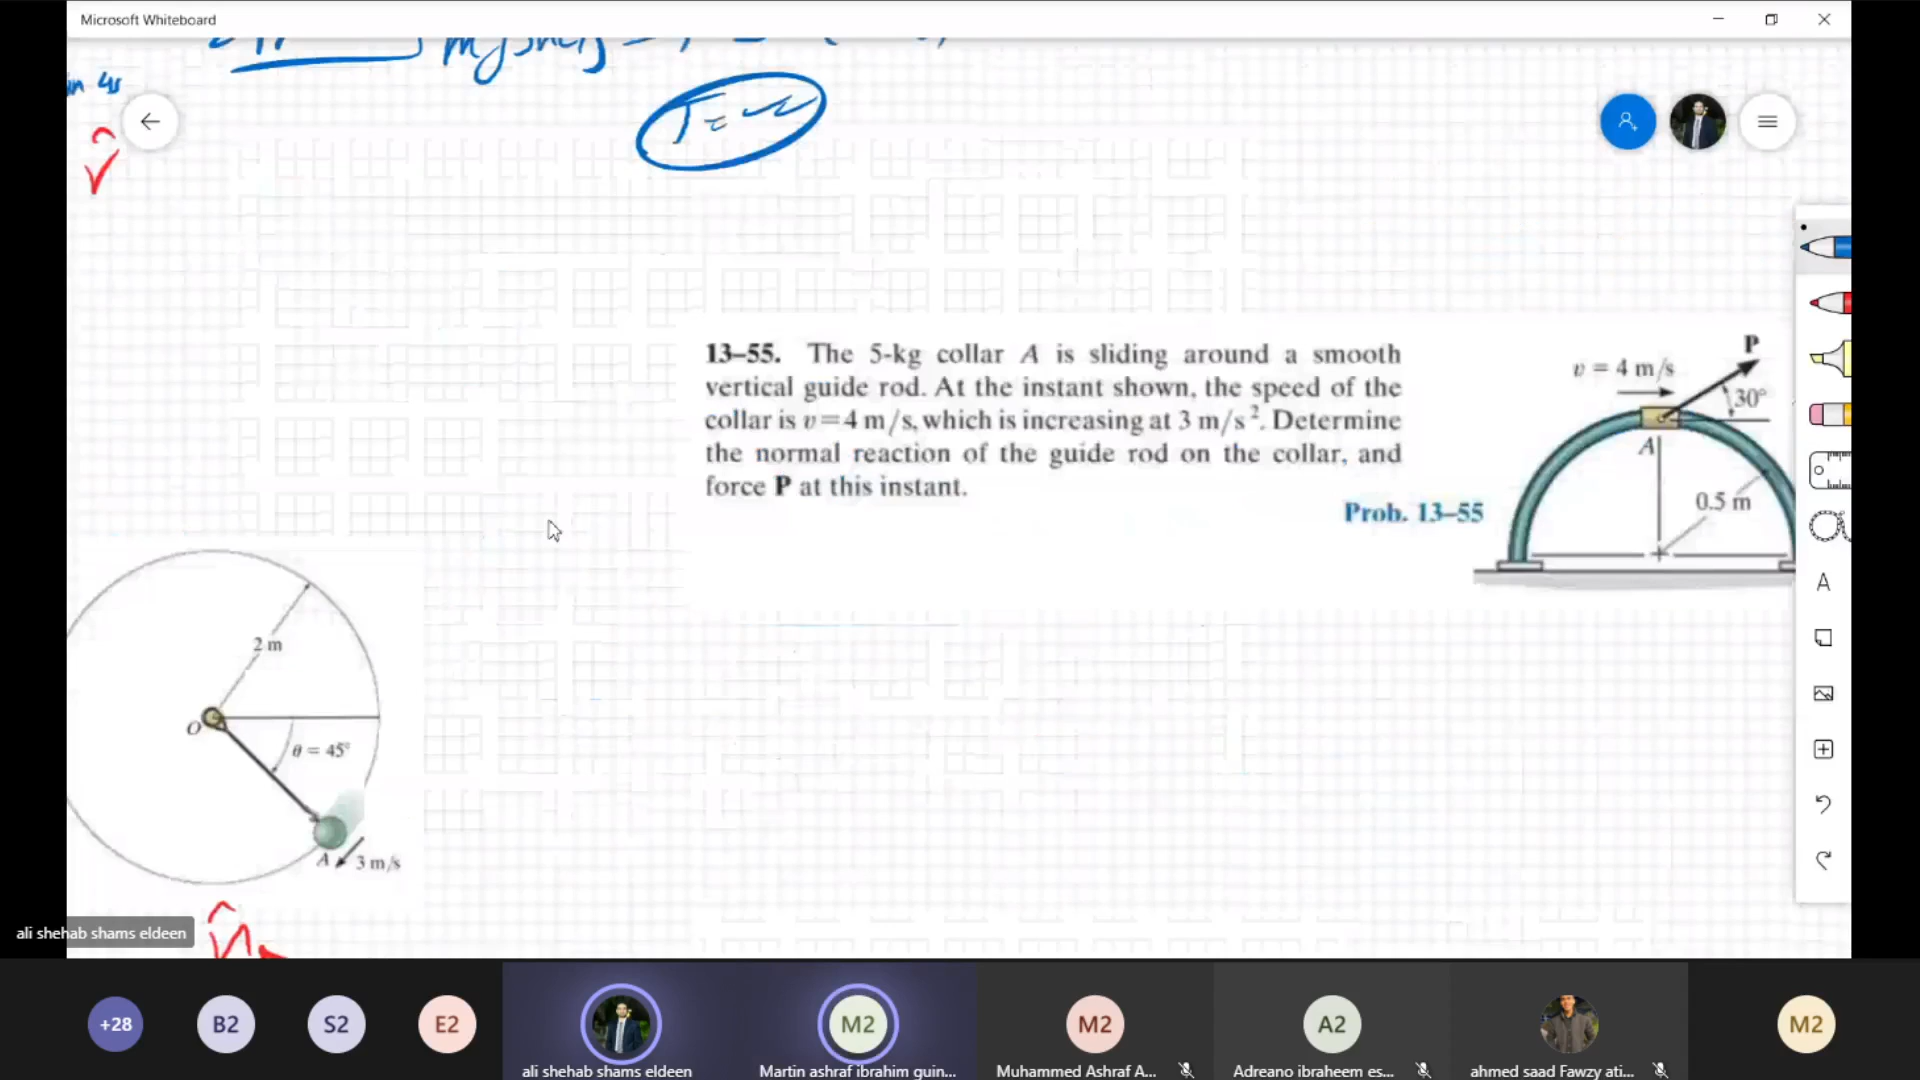 Microsoft Whiteboard
in 4s
T =
13–55. The 5-kg collar A is sliding around a smooth
vertical guide rod. At the instant shown, the speed of the
collar is v=4 m/s, which is increasing at 3 m/s². Determine
the normal reaction of the guide rod on the collar, and
force P at this instant.
Prob. 13–55
P
v = 4 m/s
30°
A
0.5 m
A
2 m
O
θ = 45°
A
3 m/s
ali shehab shams eldeen
+28
B2
S2
E2
ali shehab shams eldeen
M2
Martin ashraf ibrahim guin...
M2
Muhammed Ashraf A...
A2
Adreano ibraheem es...
ahmed saad Fawzy ati...
M2